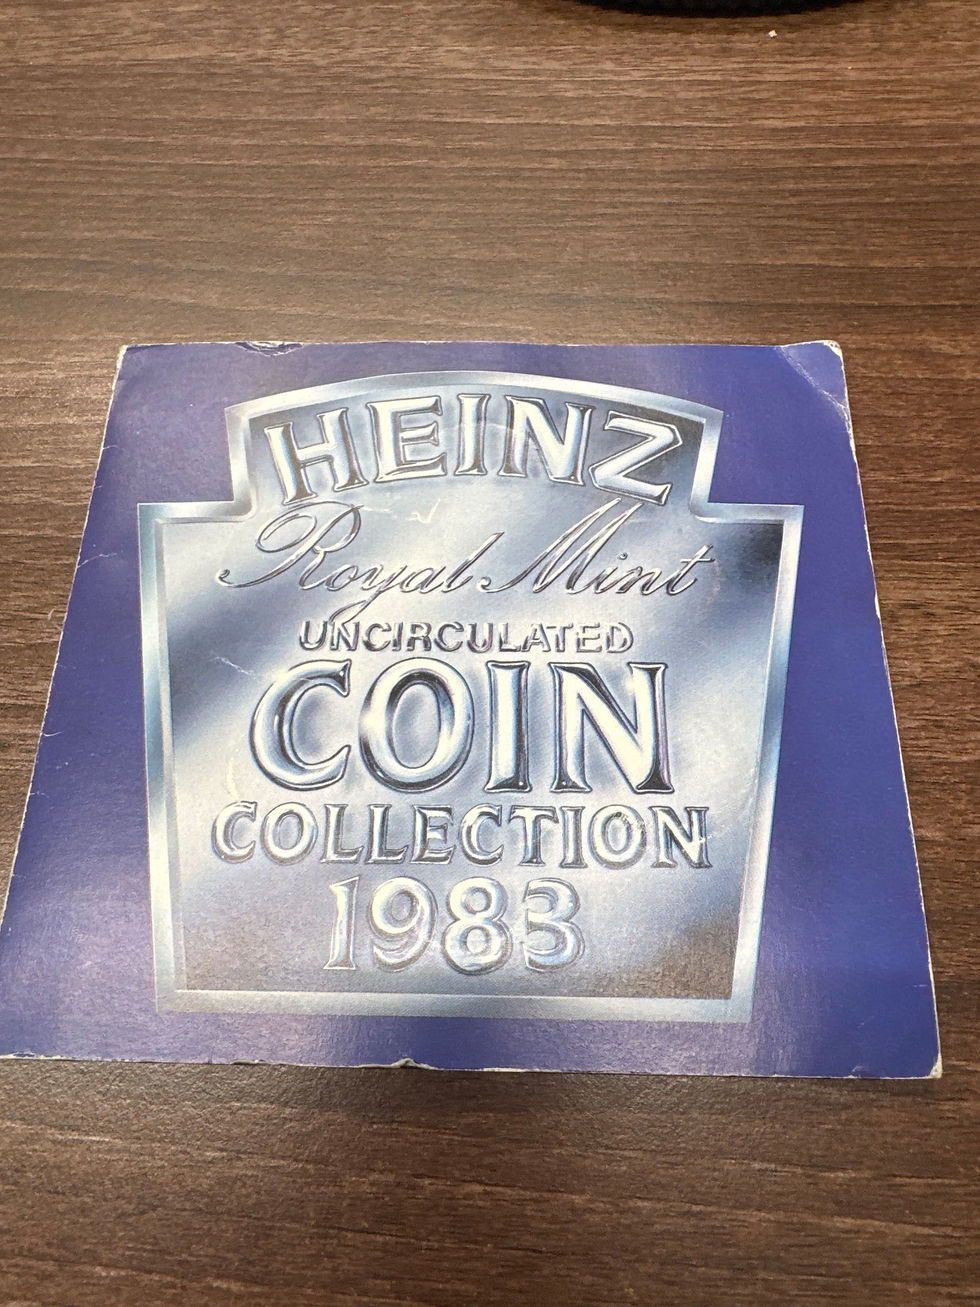 HEINZ
Royal Mint
UNCIRCULATED
COIN
COLLECTION
1983